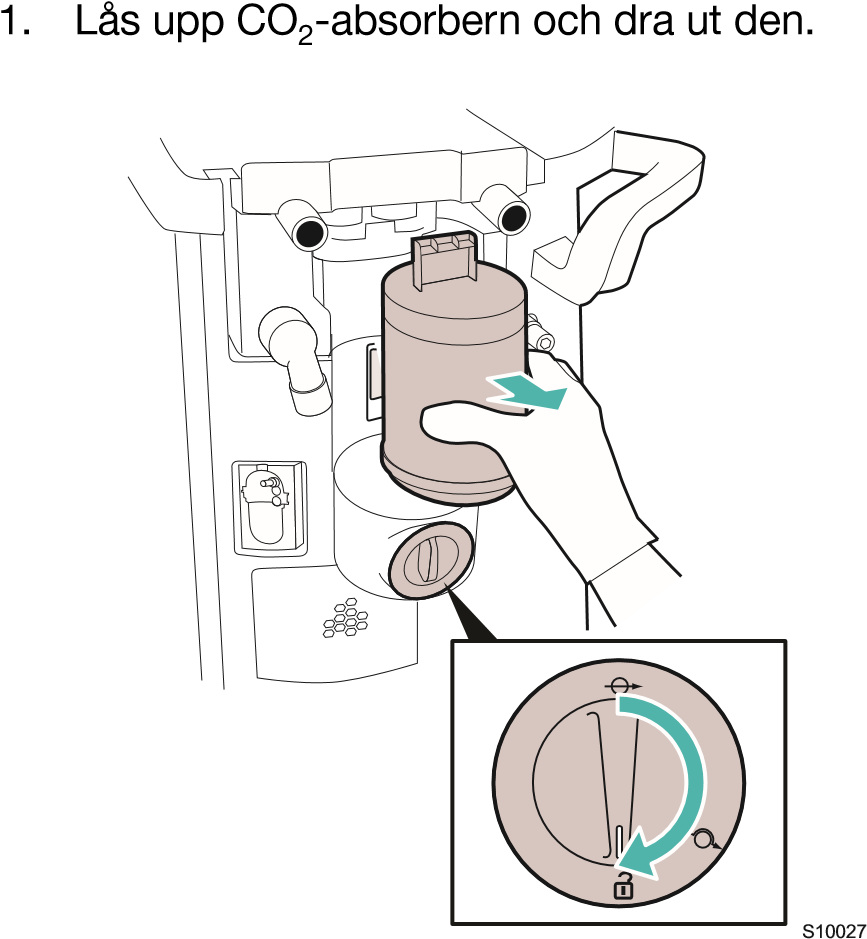 1. Lås upp CO₂-absorbern och dra ut den.
S10027